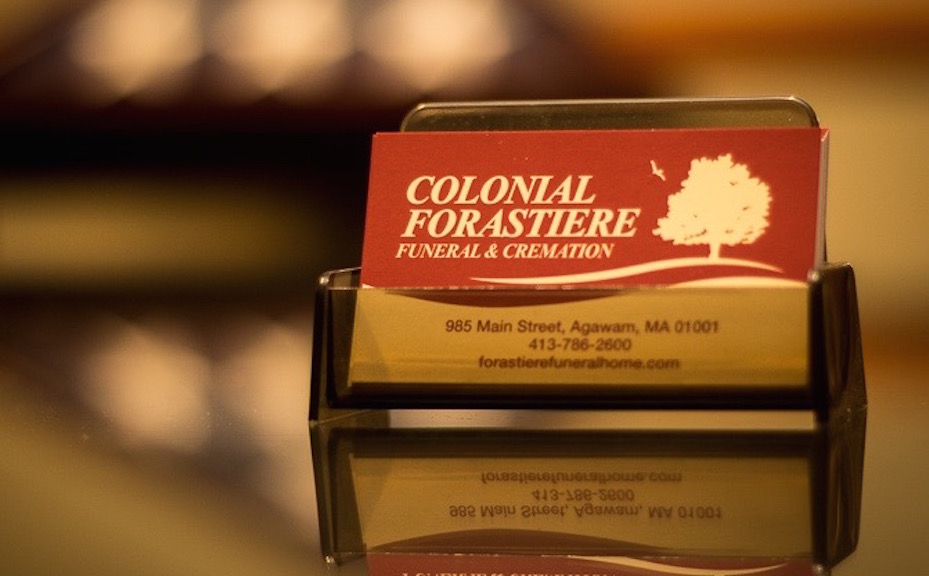 COLONIAL
FORASTIERE
FUNERAL & CREMATION
985 Main Street, Agawam, MA 01001
413-786-2600
forastierefuneralhome.com